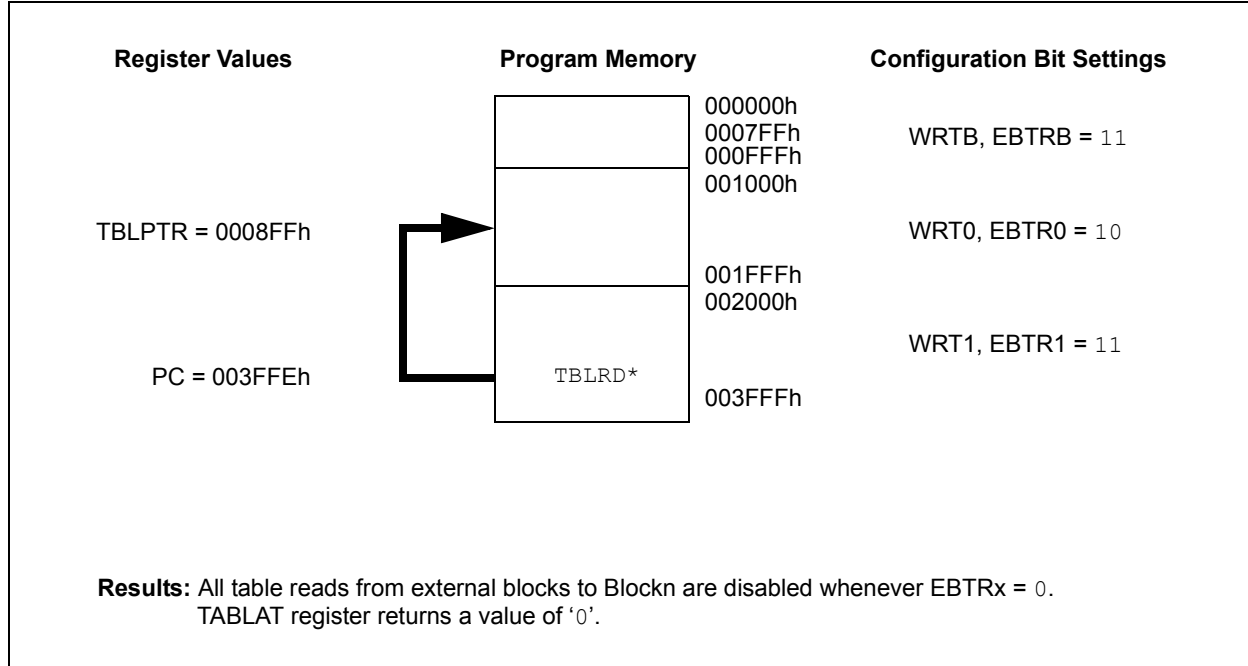 Register Values
Program Memory
Configuration Bit Settings
000000h
0007FFh
WRTB, EBTRB = 11
000FFFh
001000h
TBLPTR = 0008FFh
WRT0, EBTR0 = 10
001FFFh
002000h
WRT1, EBTR1 = 11
PC = 003FFEh
TBLRD*
003FFFh
Results: All table reads from external blocks to Blockn are disabled whenever EBTRx = 0.
TABLAT register returns a value of ‘0’.